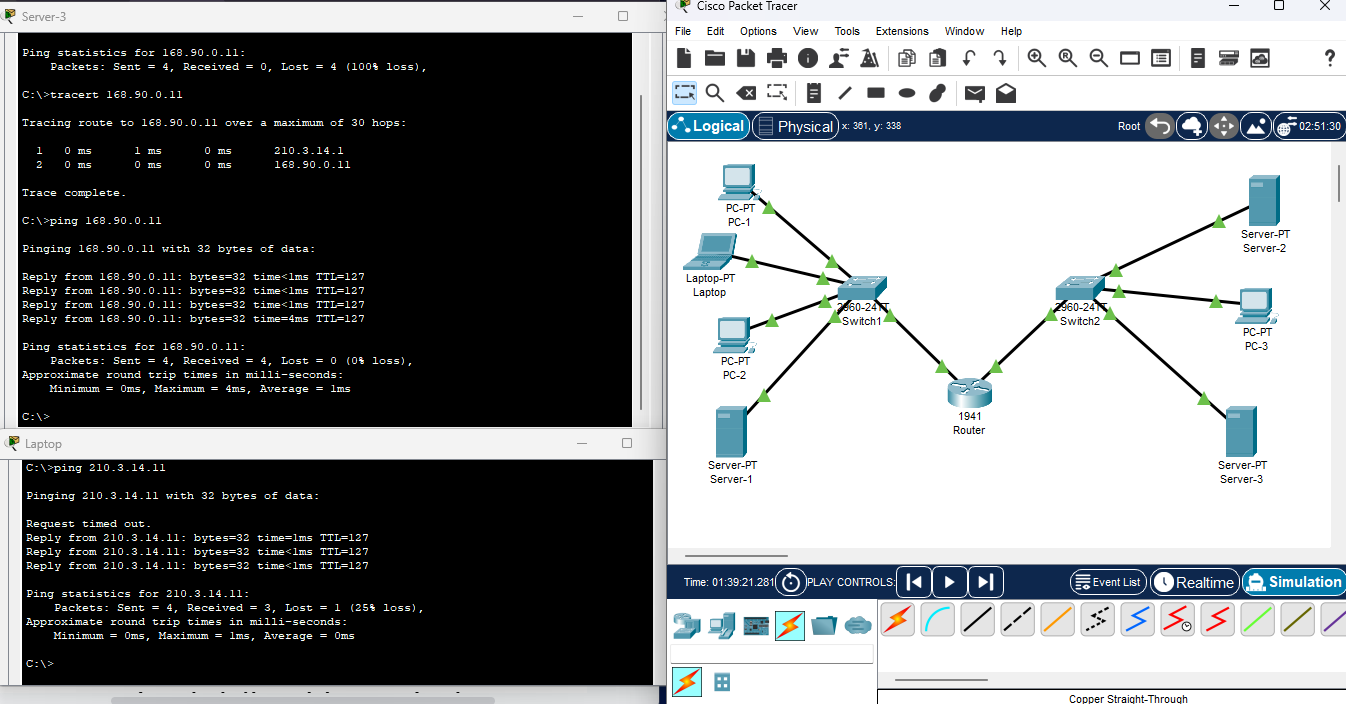 Server-3
Ping statistics for 168.90.0.11:
Packets: Sent = 4, Received = 0, Lost = 4 (100% loss),
C:\>tracert 168.90.0.11
Tracing route to 168.90.0.11 over a maximum of 30 hops:
1 0 ms 1 ms 0 ms 210.3.14.1
2 0 ms 0 ms 0 ms 168.90.0.11
Trace complete.
C:\>ping 168.90.0.11
Pinging 168.90.0.11 with 32 bytes of data:
Reply from 168.90.0.11: bytes=32 time<1ms TTL=127
Reply from 168.90.0.11: bytes=32 time<1ms TTL=127
Reply from 168.90.0.11: bytes=32 time<1ms TTL=127
Reply from 168.90.0.11: bytes=32 time=4ms TTL=127
Ping statistics for 168.90.0.11:
Packets: Sent = 4, Received = 4, Lost = 0 (0% loss),
Approximate round trip times in milli-seconds:
Minimum = 0ms, Maximum = 4ms, Average = 1ms
C:\>
Laptop
C:\>ping 210.3.14.11
Pinging 210.3.14.11 with 32 bytes of data:
Request timed out.
Reply from 210.3.14.11: bytes=32 time=1ms TTL=127
Reply from 210.3.14.11: bytes=32 time<1ms TTL=127
Reply from 210.3.14.11: bytes=32 time<1ms TTL=127
Ping statistics for 210.3.14.11:
Packets: Sent = 4, Received = 3, Lost = 1 (25% loss),
Approximate round trip times in milli-seconds:
Minimum = 0ms, Maximum = 1ms, Average = 0ms
C:\>
Cisco Packet Tracer
File Edit Options View Tools Extensions Window Help
Logical Physical x: 361, y: 338 Root 02:51:30
PC-PT
PC-1
Laptop-PT
Laptop
PC-PT
PC-2
Server-PT
Server-1
2960-24TT
Switch1
1941
Router
2960-24TT
Switch2
Server-PT
Server-2
PC-PT
PC-3
Server-PT
Server-3
Time: 01:39:21.281 PLAY CONTROLS: Event List Realtime Simulation
Copper Straight-Through